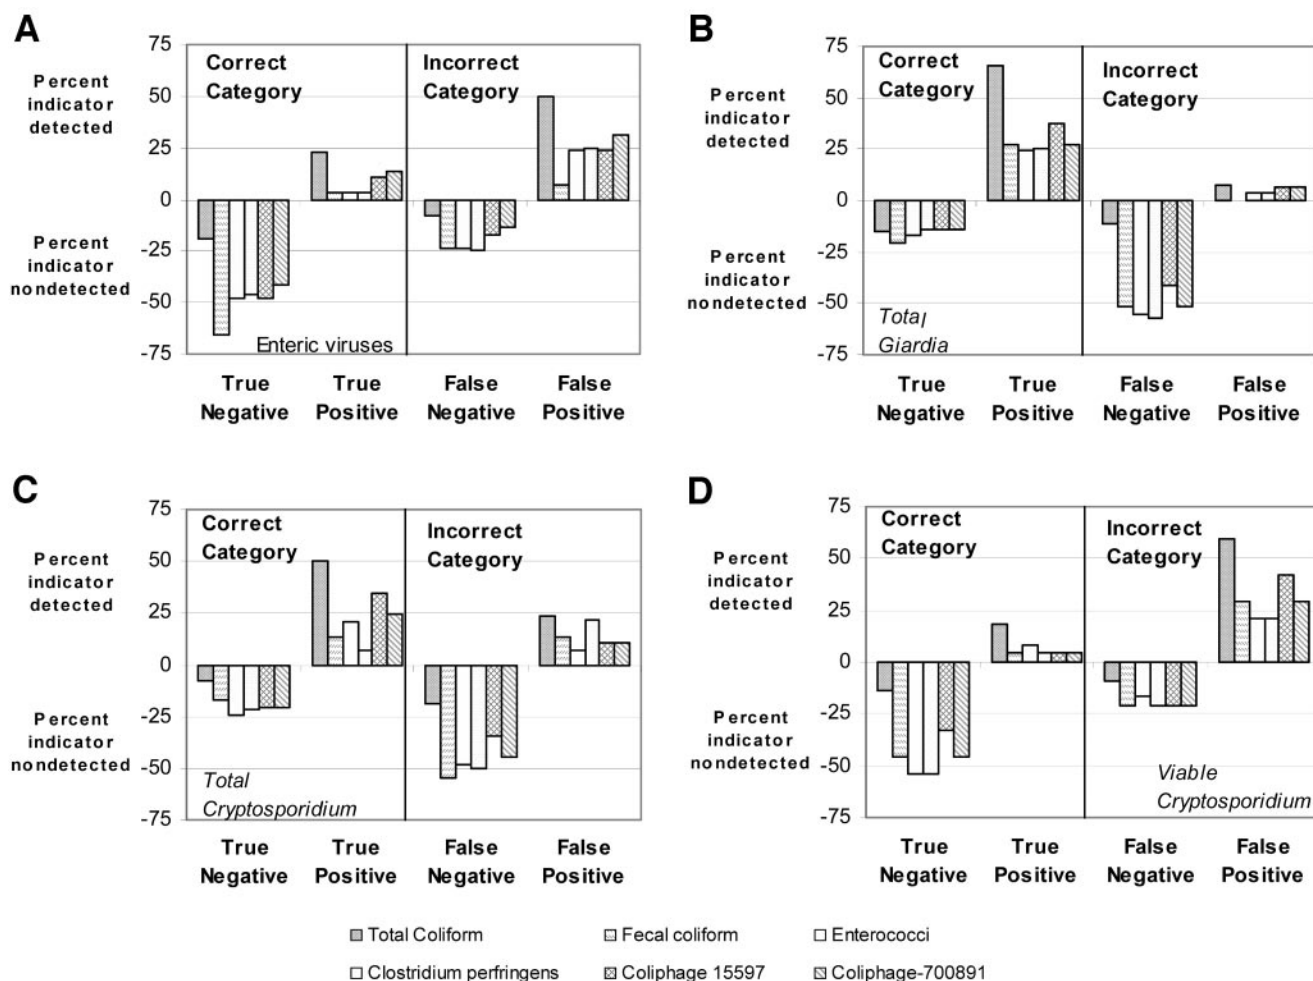 A
Percent
indicator
detected
Percent
indicator
nondetected
75
50
25
0
-25
-50
-75
Correct
Category
Incorrect
Category
Enteric viruses
True
Negative
True
Positive
False
Negative
False
Positive
B
Percent
indicator
detected
Percent
indicator
nondetected
75
50
25
0
-25
-50
-75
Correct
Category
Incorrect
Category
Total
Giardia
True
Negative
True
Positive
False
Negative
False
Positive
C
Percent
indicator
detected
Percent
indicator
nondetected
75
50
25
0
-25
-50
-75
Correct
Category
Incorrect
Category
Total
Cryptosporidium
True
Negative
True
Positive
False
Negative
False
Positive
D
Percent
indicator
detected
Percent
indicator
nondetected
75
50
25
0
-25
-50
-75
Correct
Category
Incorrect
Category
Viable
Cryptosporidium
True
Negative
True
Positive
False
Negative
False
Positive
Total Coliform
Fecal coliform
Enterococci
Clostridium perfringens
Coliphage 15597
Coliphage-700891